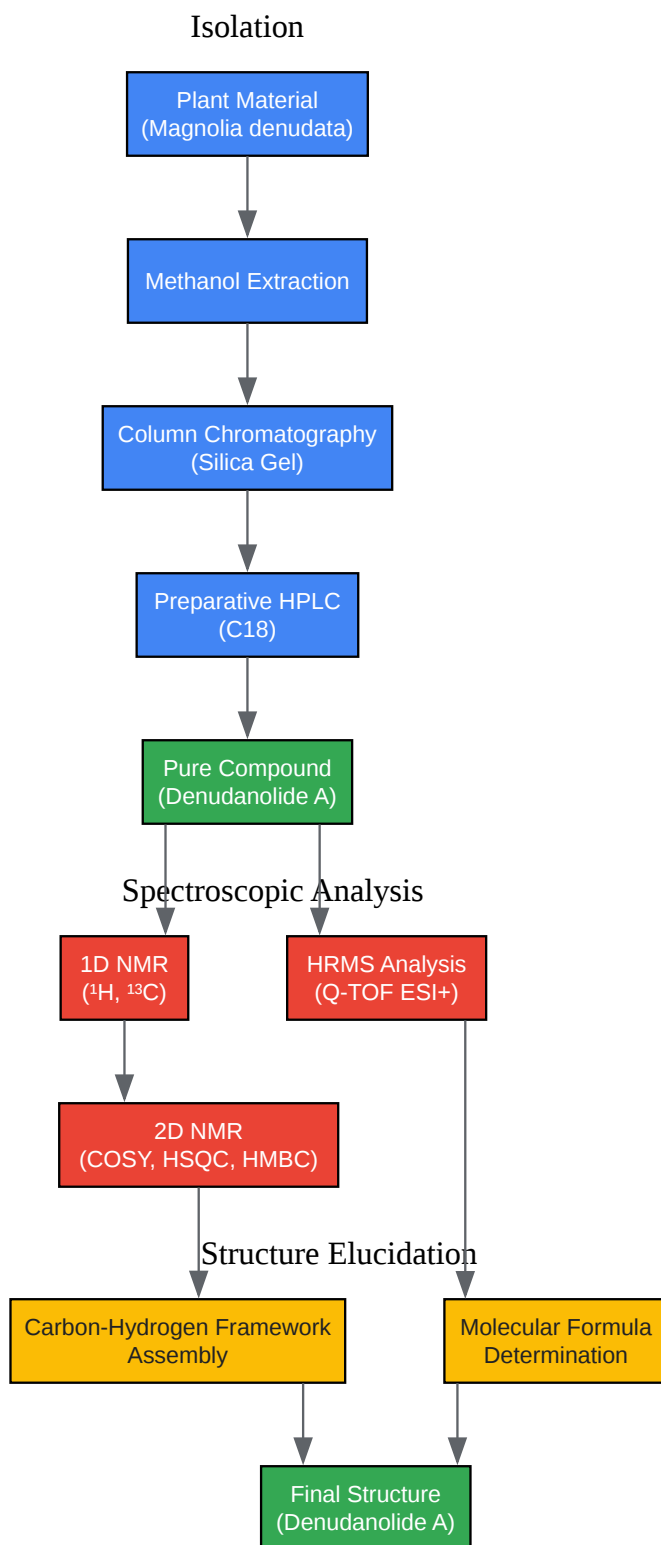 Isolation
Plant Material
(Magnolia denudata)
Methanol Extraction
Column Chromatography
(Silica Gel)
Preparative HPLC
(C18)
Pure Compound
(Denudanolide A)
Spectroscopic Analysis
1D NMR
(¹H, ¹³C)
HRMS Analysis
(Q-TOF ESI+)
2D NMR
(COSY, HSQC, HMBC)
Structure Elucidation
Carbon-Hydrogen Framework
Assembly
Molecular Formula
Determination
Final Structure
(Denudanolide A)